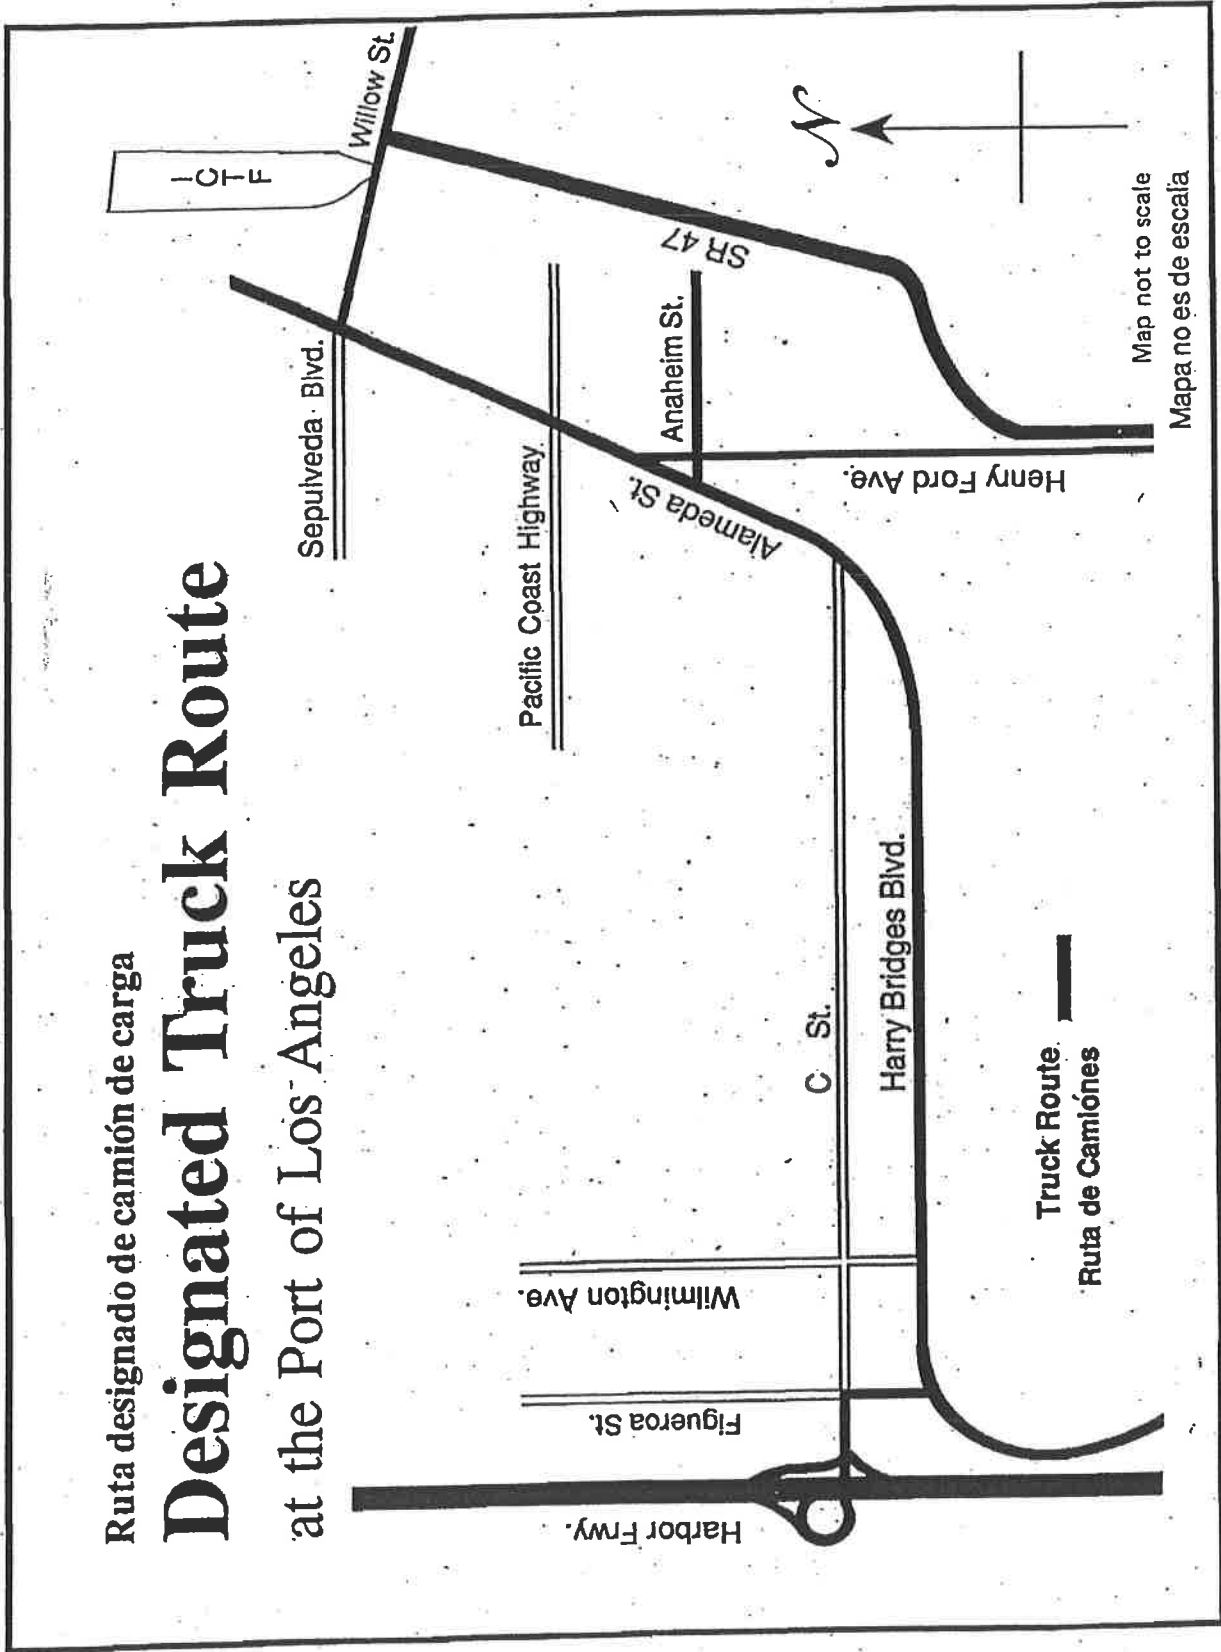 Ruta designado de camión de carga
Designated Truck Route
at the Port of Los Angeles
ICTF
Willow St.
Sepulveda Blvd.
Pacific Coast Highway
SR 47
Anaheim St.
Alameda St.
Henry Ford Ave.
C St.
Harry Bridges Blvd.
Wilmington Ave.
Figueroa St.
Harbor Frwy.
N
Truck Route
Ruta de Camiónes
Map not to scale
Mapa no es de escala